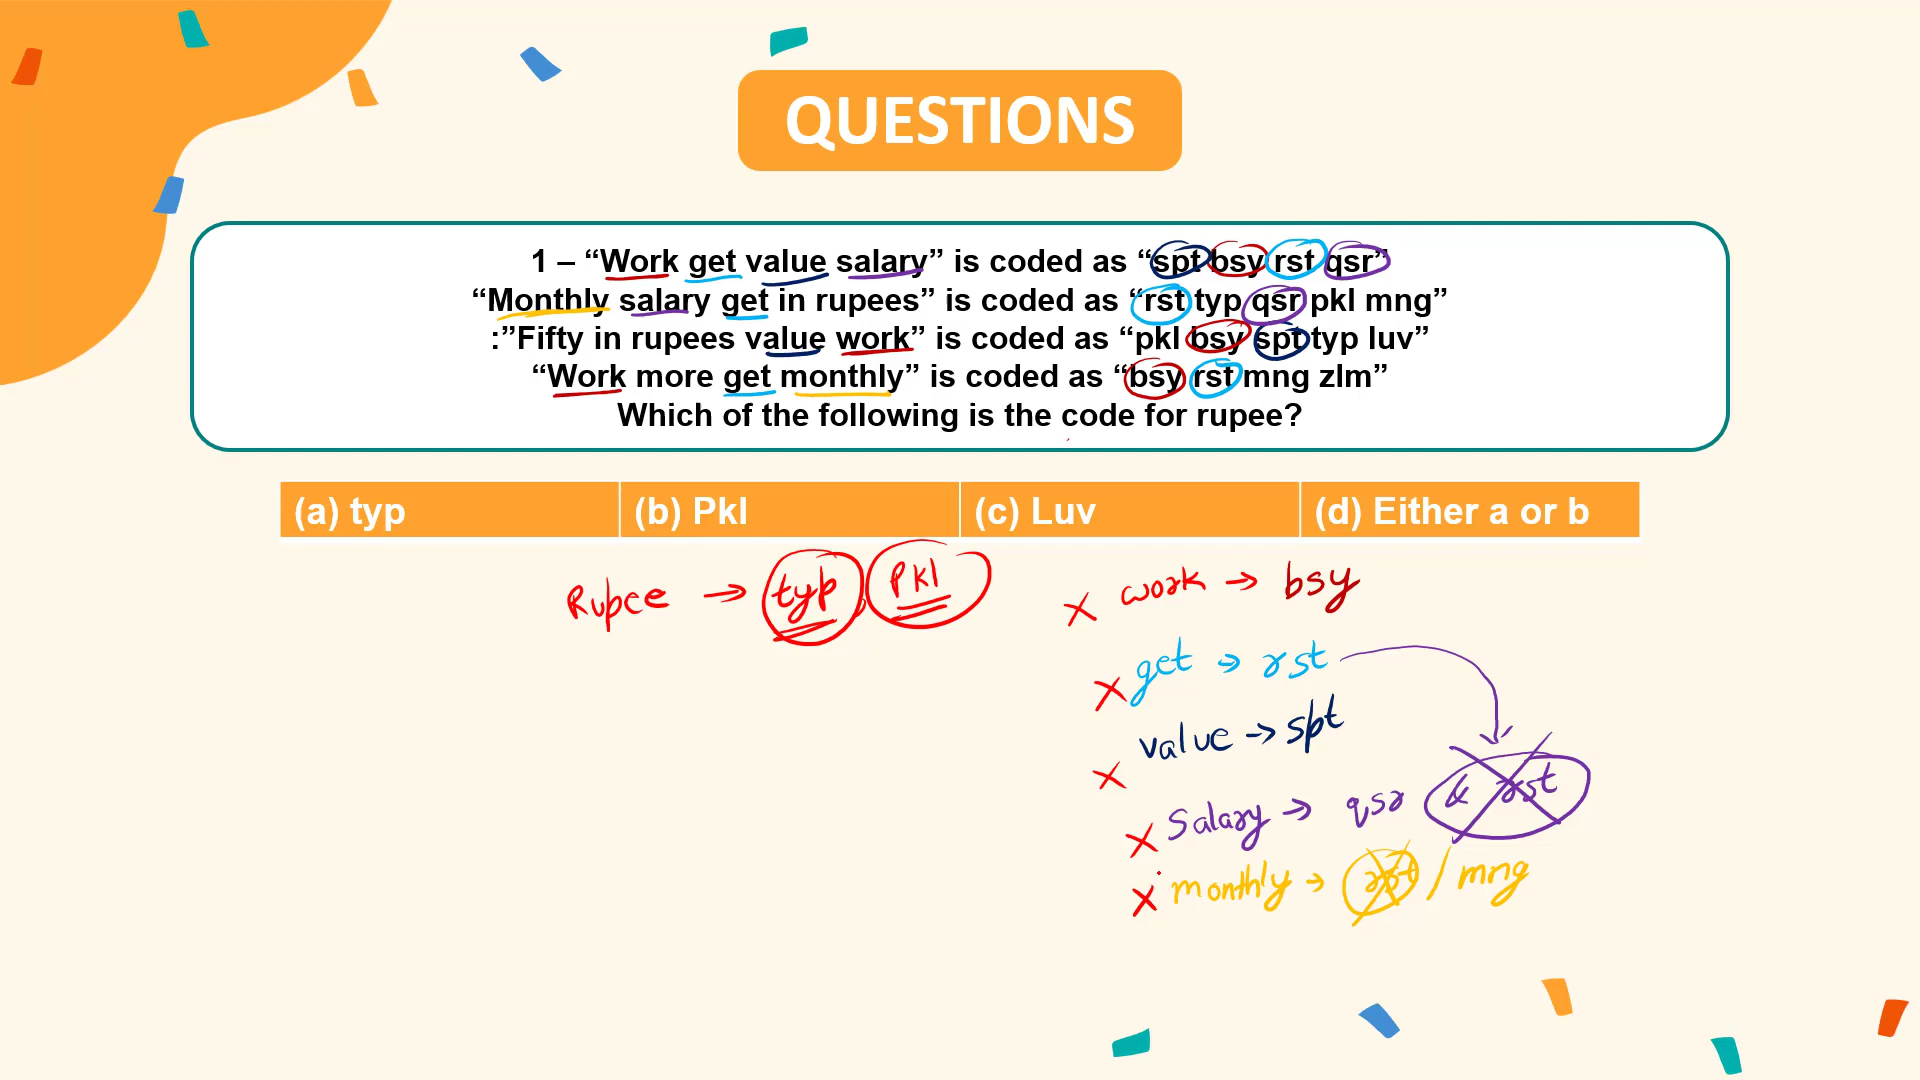 QUESTIONS
1 – “Work get value salary” is coded as “spt bsy rst qsr”
“Monthly salary get in rupees” is coded as “rst typ qsr pkl mng”
:”Fifty in rupees value work” is coded as “pkl bsy spt typ luv”
“Work more get monthly” is coded as “bsy rst mng zlm”
Which of the following is the code for rupee?
(a) typ (b) Pkl (c) Luv (d) Either a or b
Rupee → typ, pkl
× work → bsy
× get → rst
× value → spt
× Salary → qsr & rst
× monthly → rst / mng